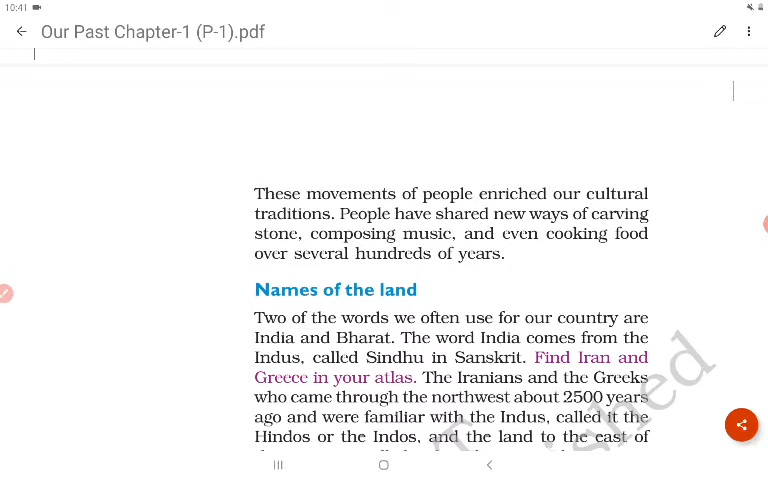 10:41
Our Past Chapter-1 (P-1).pdf
These movements of people enriched our cultural
traditions. People have shared new ways of carving
stone, composing music, and even cooking food
over several hundreds of years.
Names of the land
Two of the words we often use for our country are
India and Bharat. The word India comes from the
Indus, called Sindhu in Sanskrit. Find Iran and
Greece in your atlas. The Iranians and the Greeks
who came through the northwest about 2500 years
ago and were familiar with the Indus, called it the
Hindos or the Indos, and the land to the east of